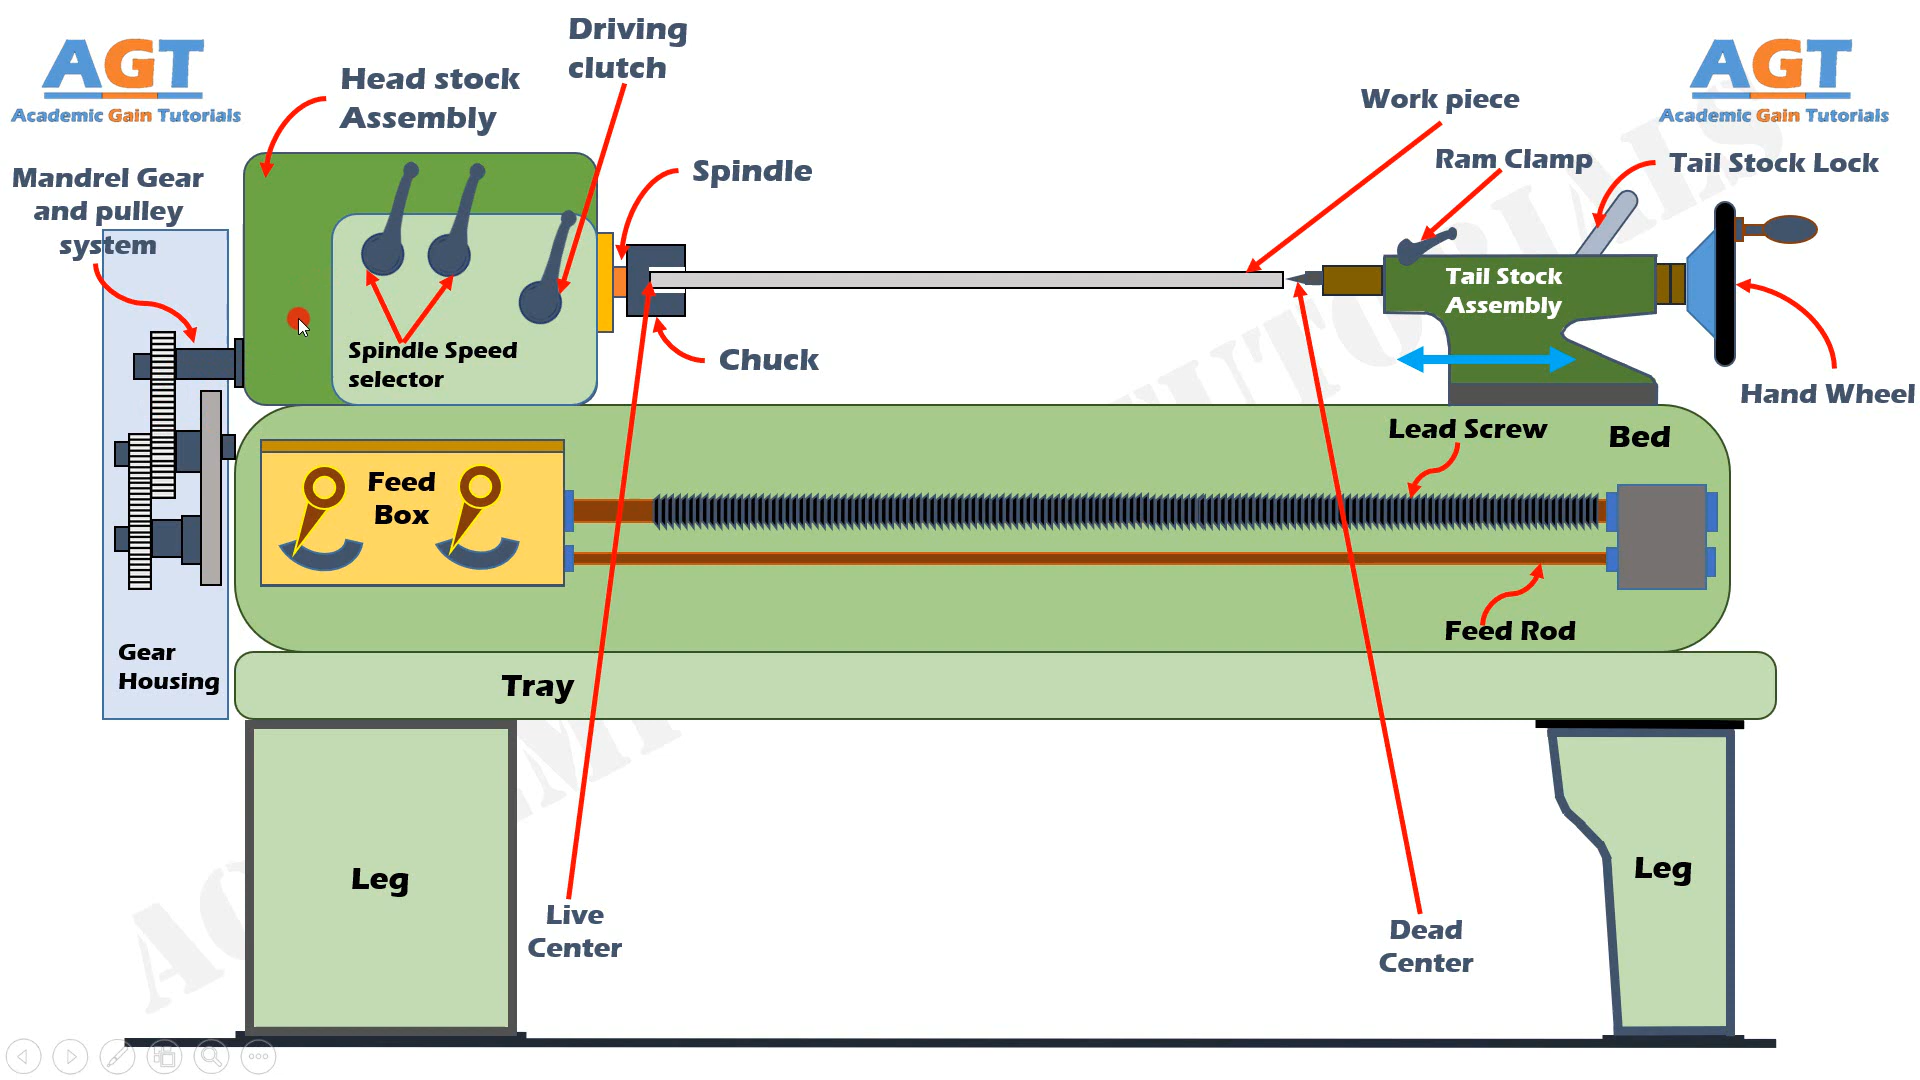 AGT
Academic Gain Tutorials
Driving
clutch
Head stock
Assembly
Mandrel Gear
and pulley
system
Spindle
Work piece
Ram Clamp
AGT
Academic Gain Tutorials
Tail Stock Lock
Tail Stock
Assembly
Spindle Speed
selector
Chuck
Hand Wheel
Lead Screw
Bed
Feed
Box
Feed Rod
Gear
Housing
Tray
Leg
Leg
Live
Center
Dead
Center